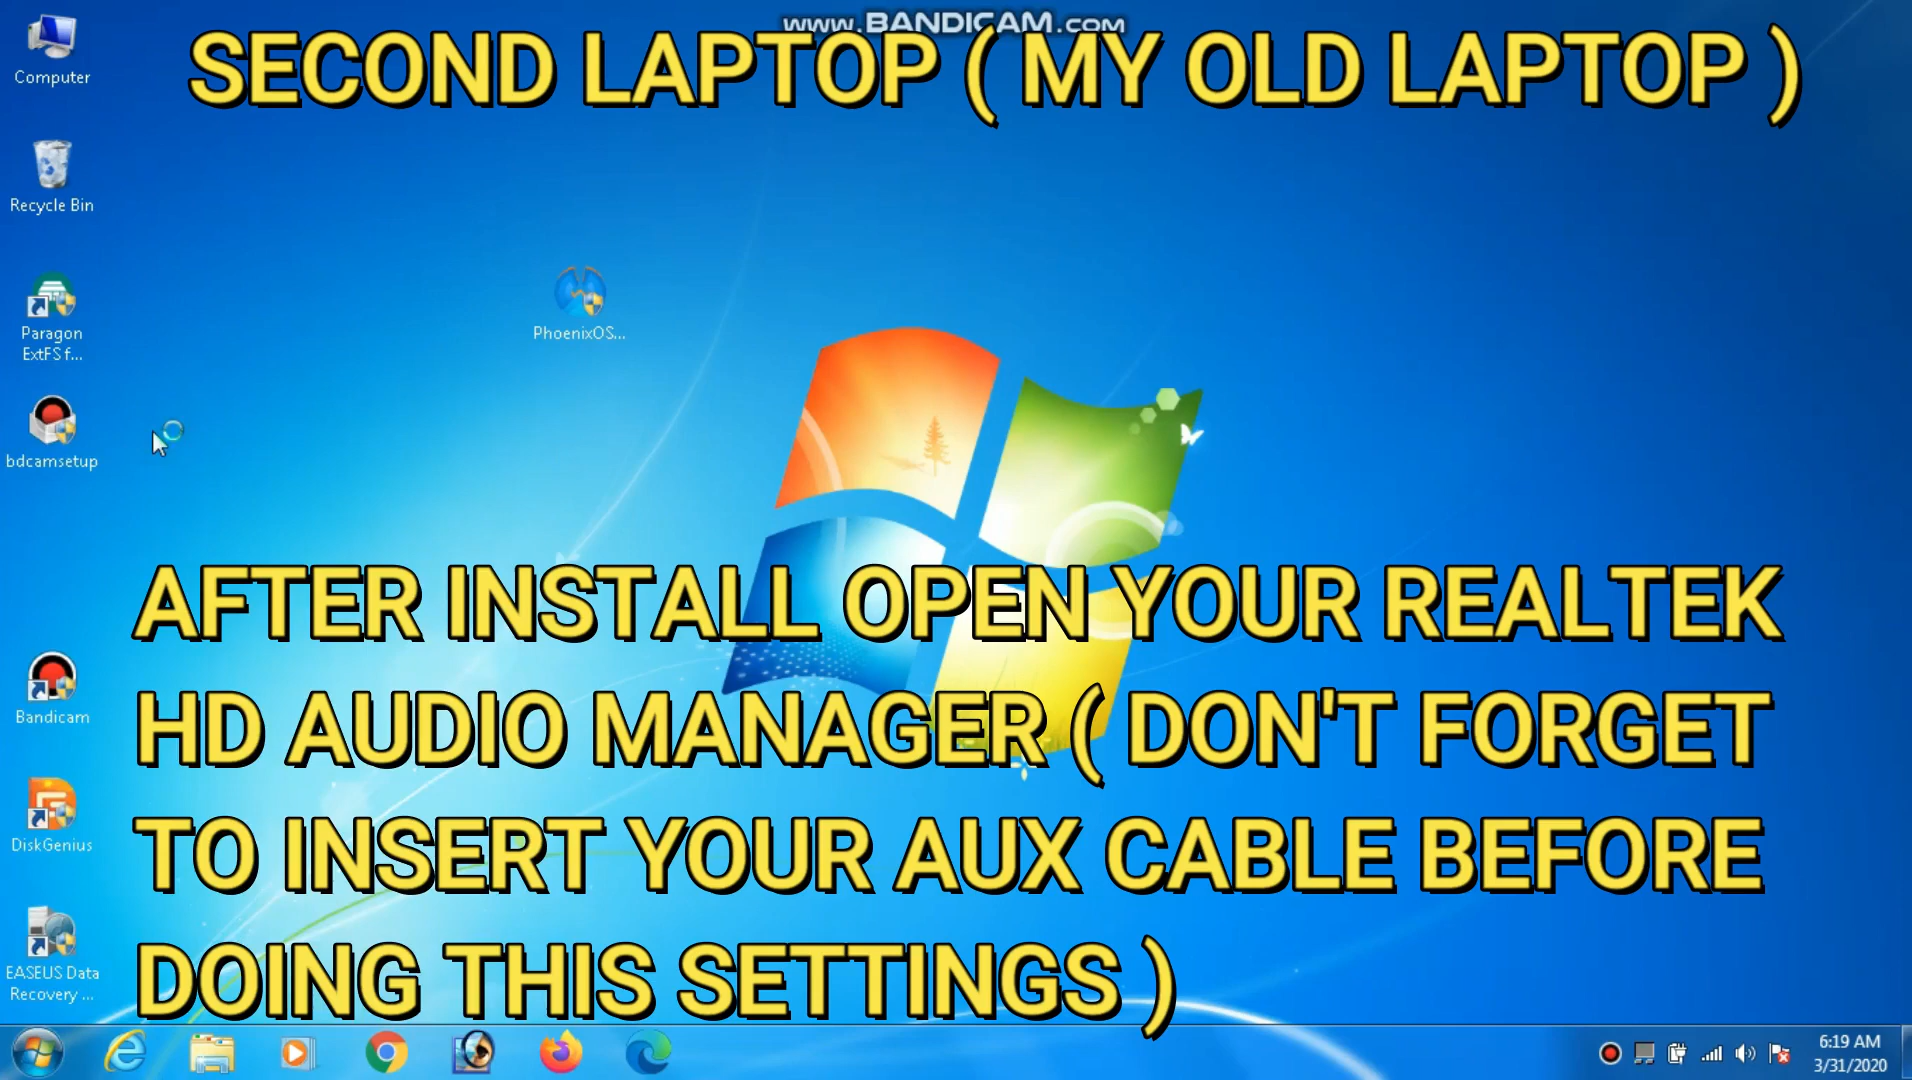 www.BANDICAM.com
SECOND LAPTOP ( MY OLD LAPTOP )
Computer
Recycle Bin
Paragon
ExtFS f...
PhoenixOS...
bdcamsetup
AFTER INSTALL OPEN YOUR REALTEK
HD AUDIO MANAGER ( DON'T FORGET
TO INSERT YOUR AUX CABLE BEFORE
DOING THIS SETTINGS )
Bandicam
DiskGenius
EASEUS Data
Recovery ...
6:19 AM
3/31/2020